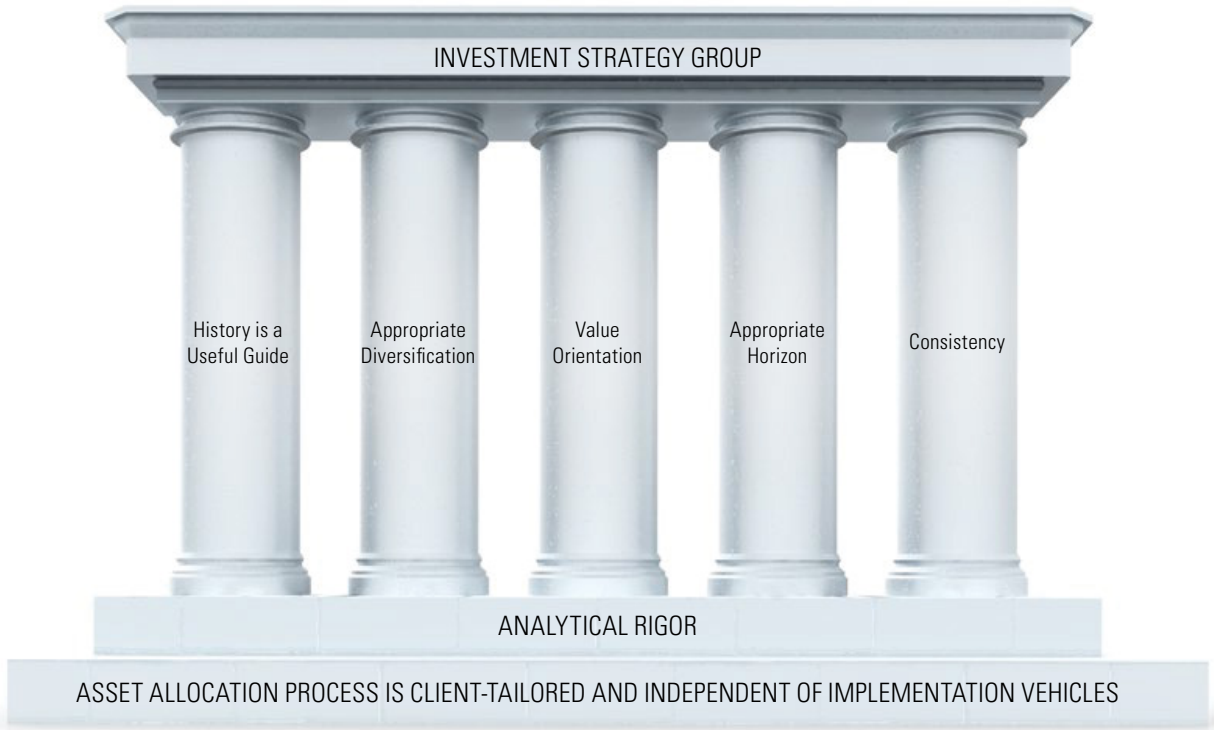 INVESTMENT STRATEGY GROUP
History is a
Useful Guide
Appropriate
Diversification
Value
Orientation
Appropriate
Horizon
Consistency
ANALYTICAL RIGOR
ASSET ALLOCATION PROCESS IS CLIENT-TAILORED AND INDEPENDENT OF IMPLEMENTATION VEHICLES